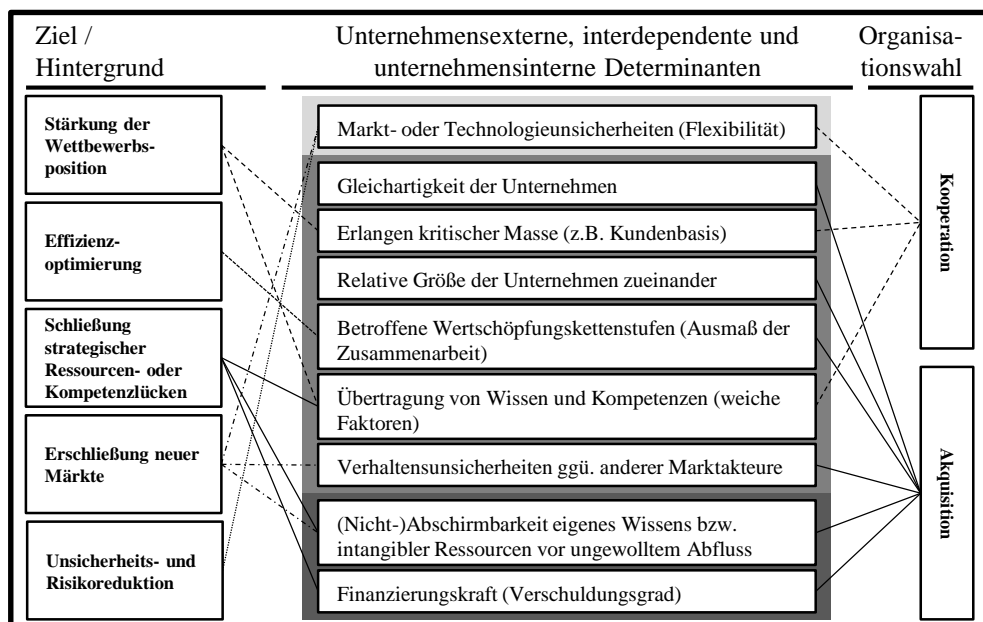 Ziel /
Hintergrund
Unternehmensexterne, interdependente und
unternehmensinterne Determinanten
Organisa-
tionswahl
Stärkung der
Wettbewerbs-
position
Effizienz-
optimierung
Schließung
strategischer
Ressourcen- oder
Kompetenzlücken
Erschließung neuer
Märkte
Unsicherheits- und
Risikoreduktion
Markt- oder Technologieunsicherheiten (Flexibilität)
Gleichartigkeit der Unternehmen
Erlangen kritischer Masse (z.B. Kundenbasis)
Relative Größe der Unternehmen zueinander
Betroffene Wertschöpfungskettenstufen (Ausmaß der
Zusammenarbeit)
Übertragung von Wissen und Kompetenzen (weiche
Faktoren)
Verhaltensunsicherheiten ggü. anderer Marktakteure
(Nicht-)Abschirmbarkeit eigenes Wissens bzw.
intangibler Ressourcen vor ungewolltem Abfluss
Finanzierungskraft (Verschuldungsgrad)
Kooperation
Akquisition